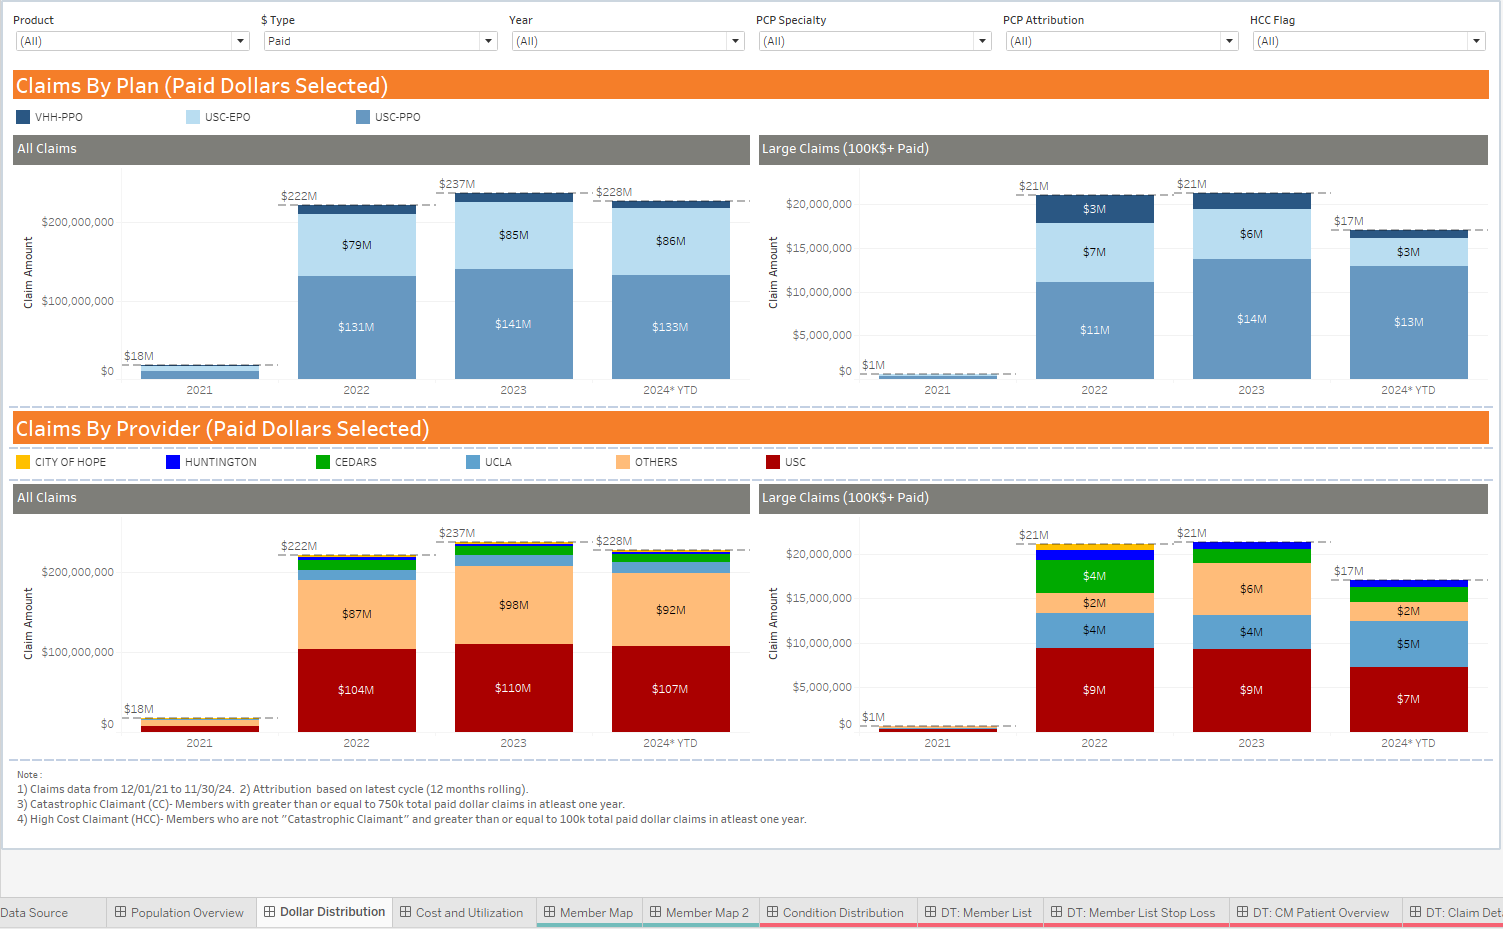 Product $ Type Year PCP Specialty PCP Attribution HCC Flag
(All) Paid (All) (All) (All) (All)
Claims By Plan (Paid Dollars Selected)
VHH-PPO USC-EPO USC-PPO
All Claims
Claim Amount
$200,000,000
$100,000,000
$0
$18M
$222M
$79M
$131M
$237M
$85M
$141M
$228M
$86M
$133M
2021 2022 2023 2024* YTD
Large Claims (100K$+ Paid)
Claim Amount
$20,000,000
$15,000,000
$10,000,000
$5,000,000
$0
$1M
$21M
$3M
$7M
$11M
$21M
$6M
$14M
$17M
$3M
$13M
2021 2022 2023 2024* YTD
Claims By Provider (Paid Dollars Selected)
CITY OF HOPE HUNTINGTON CEDARS UCLA OTHERS USC
All Claims
Claim Amount
$200,000,000
$100,000,000
$0
$18M
$222M
$87M
$104M
$237M
$98M
$110M
$228M
$92M
$107M
2021 2022 2023 2024* YTD
Large Claims (100K$+ Paid)
Claim Amount
$20,000,000
$15,000,000
$10,000,000
$5,000,000
$0
$1M
$21M
$4M
$2M
$4M
$9M
$21M
$6M
$4M
$9M
$17M
$2M
$5M
$7M
2021 2022 2023 2024* YTD
Note :
1) Claims data from 12/01/21 to 11/30/24. 2) Attribution based on latest cycle (12 months rolling).
3) Catastrophic Claimant (CC)- Members with greater than or equal to 750k total paid dollar claims in atleast one year.
4) High Cost Claimant (HCC)- Members who are not "Catastrophic Claimant" and greater than or equal to 100k total paid dollar claims in atleast one year.
Data Source Population Overview Dollar Distribution Cost and Utilization Member Map Member Map 2 Condition Distribution DT: Member List DT: Member List Stop Loss DT: CM Patient Overview DT: Claim Det